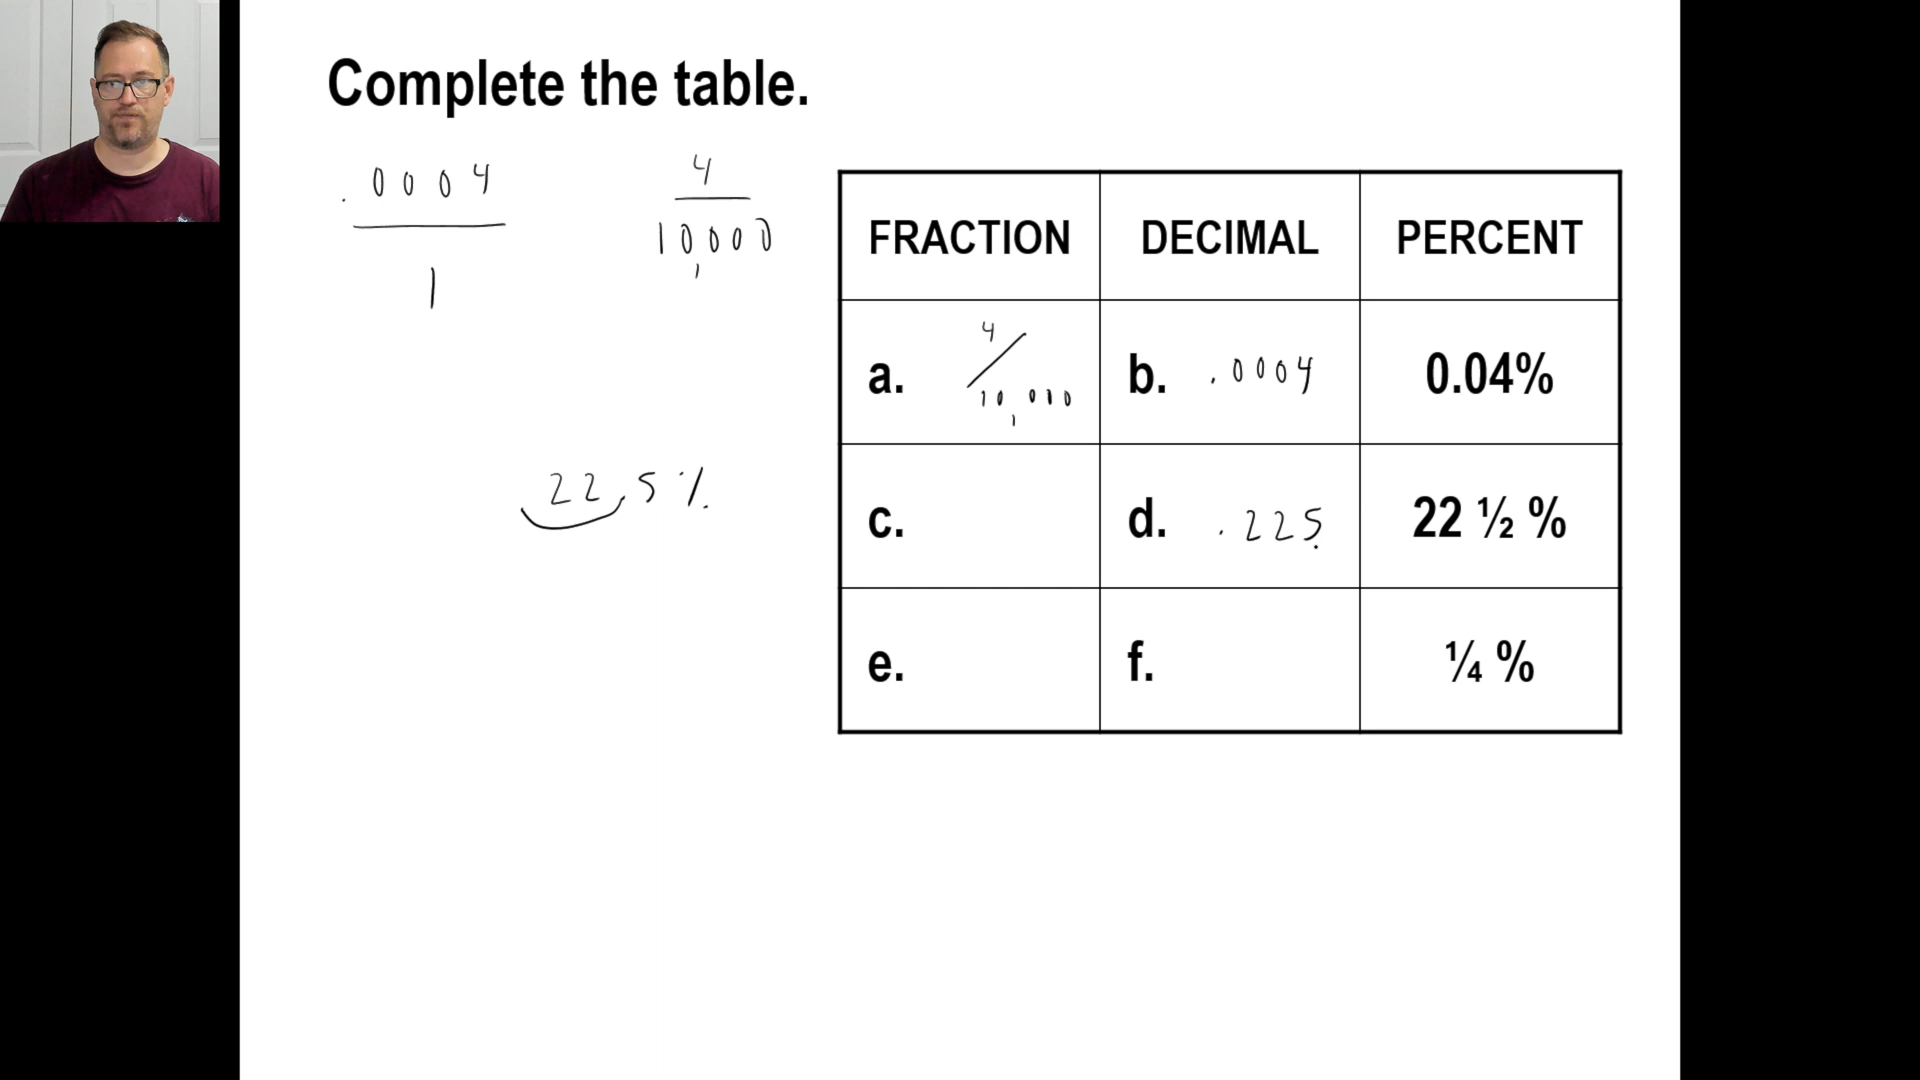 Complete the table.
.0004
1
4
10,000
22.5%
FRACTION DECIMAL PERCENT
a. 4/10,000 b. .0004 0.04%
c. d. .225 22 ½ %
e. f. ¼ %